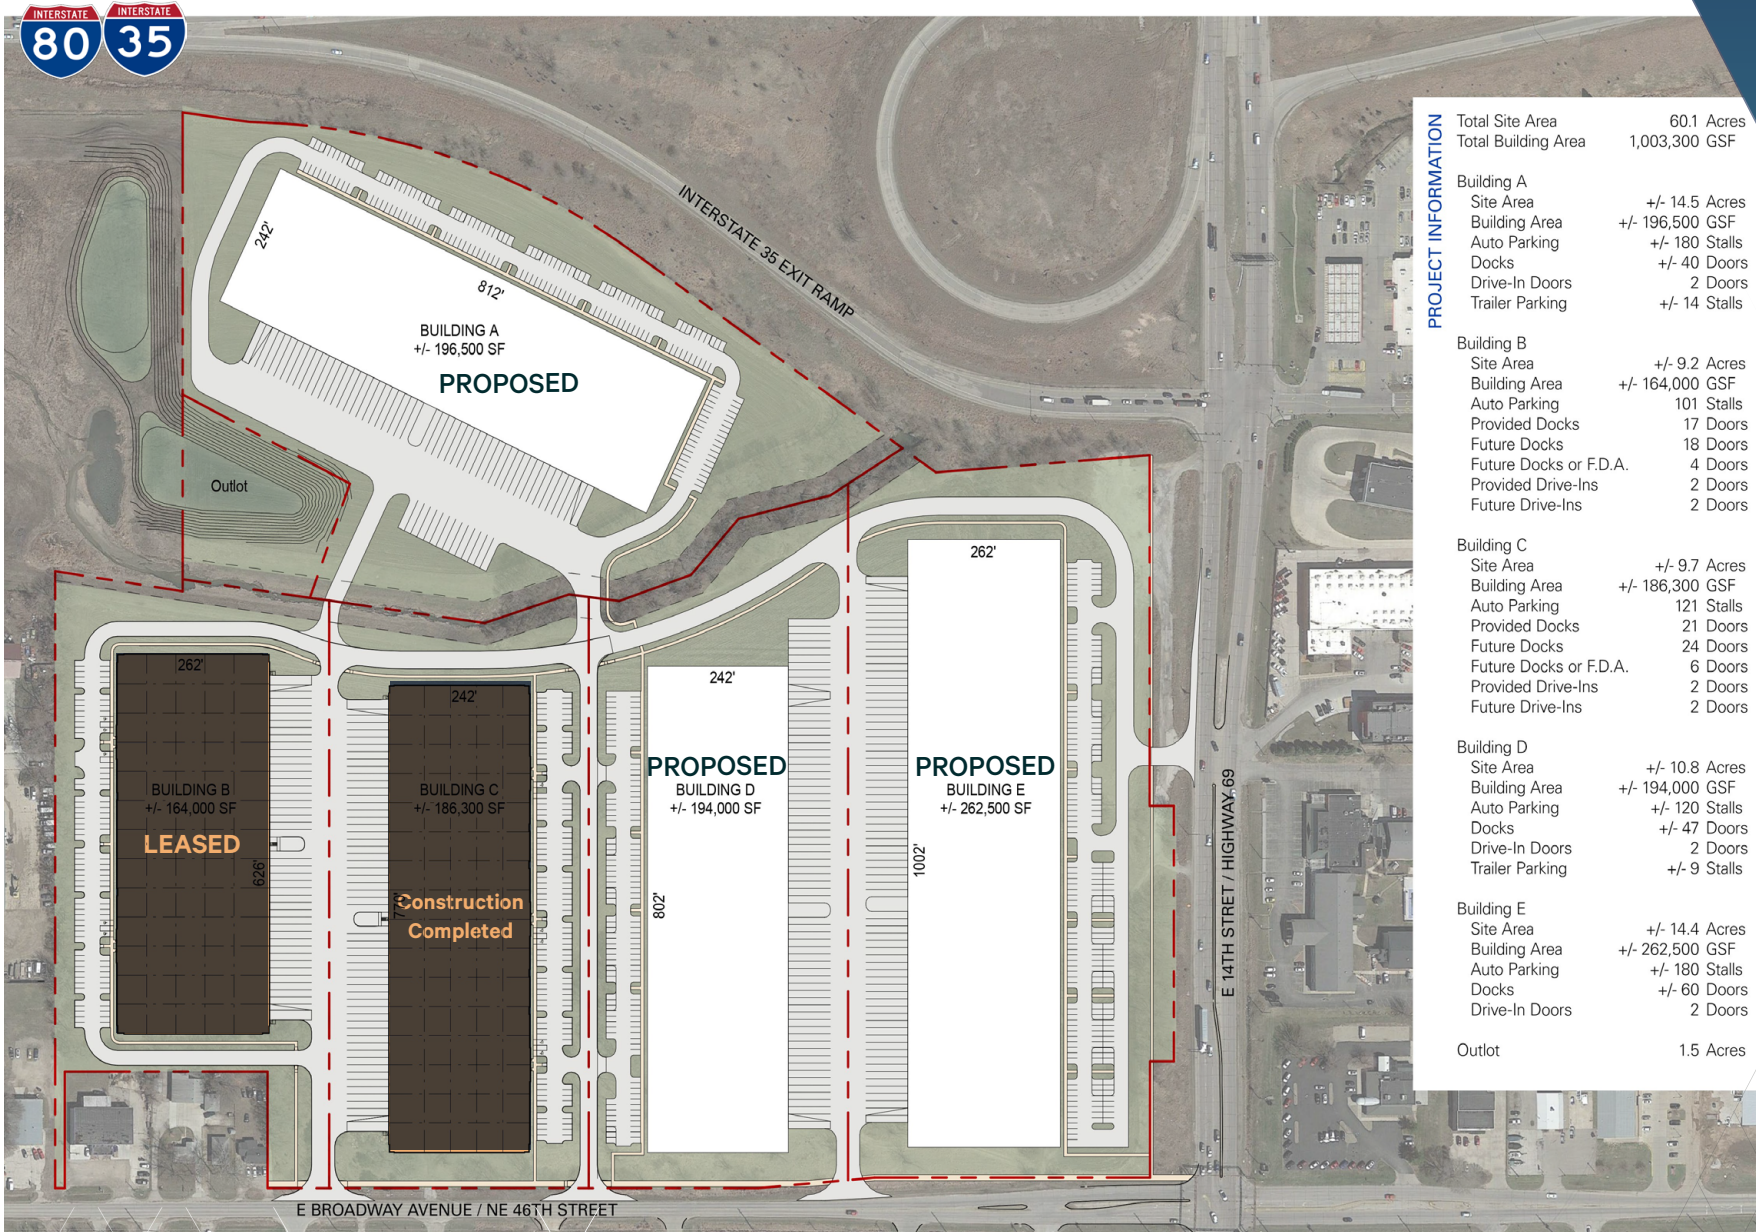 INTERSTATE
80
INTERSTATE
35
INTERSTATE 35 EXIT RAMP
242'
812'
BUILDING A
+/- 196,500 SF
PROPOSED
Outlot
262'
BUILDING B
+/- 164,000 SF
LEASED
626'
242'
BUILDING C
+/- 186,300 SF
Construction
Completed
242'
PROPOSED
BUILDING D
+/- 194,000 SF
802'
262'
PROPOSED
BUILDING E
+/- 262,500 SF
1002'
E 14TH STREET / HIGHWAY 69
E BROADWAY AVENUE / NE 46TH STREET
PROJECT INFORMATION
Total Site Area 60.1 Acres
Total Building Area 1,003,300 GSF
Building A
Site Area +/- 14.5 Acres
Building Area +/- 196,500 GSF
Auto Parking +/- 180 Stalls
Docks +/- 40 Doors
Drive-In Doors 2 Doors
Trailer Parking +/- 14 Stalls
Building B
Site Area +/- 9.2 Acres
Building Area +/- 164,000 GSF
Auto Parking 101 Stalls
Provided Docks 17 Doors
Future Docks 18 Doors
Future Docks or F.D.A. 4 Doors
Provided Drive-Ins 2 Doors
Future Drive-Ins 2 Doors
Building C
Site Area +/- 9.7 Acres
Building Area +/- 186,300 GSF
Auto Parking 121 Stalls
Provided Docks 21 Doors
Future Docks 24 Doors
Future Docks or F.D.A. 6 Doors
Provided Drive-Ins 2 Doors
Future Drive-Ins 2 Doors
Building D
Site Area +/- 10.8 Acres
Building Area +/- 194,000 GSF
Auto Parking +/- 120 Stalls
Docks +/- 47 Doors
Drive-In Doors 2 Doors
Trailer Parking +/- 9 Stalls
Building E
Site Area +/- 14.4 Acres
Building Area +/- 262,500 GSF
Auto Parking +/- 180 Stalls
Docks +/- 60 Doors
Drive-In Doors 2 Doors
Outlot 1.5 Acres